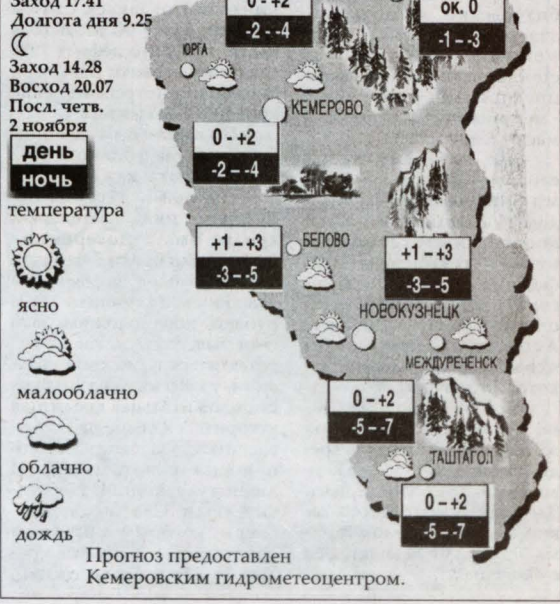 Заход 17.41
Долгота дня 9.25
Заход 14.28
Восход 20.07
Посл. четв.
2 ноября
день
ночь
температура
ясно
малооблачно
облачно
дождь
0 - +2
-2 - -4
ок. 0
-1 - -3
ЮРГА
КЕМЕРОВО
0 - +2
-2 - -4
+1 - +3
-3 - -5
БЕЛОВО
+1 - +3
-3- -5
НОВОКУЗНЕЦК
МЕЖДУРЕЧЕНСК
0 - +2
-5 - -7
ТАШТАГОЛ
0 - +2
-5 - -7
Прогноз предоставлен
Кемеровским гидрометеоцентром.